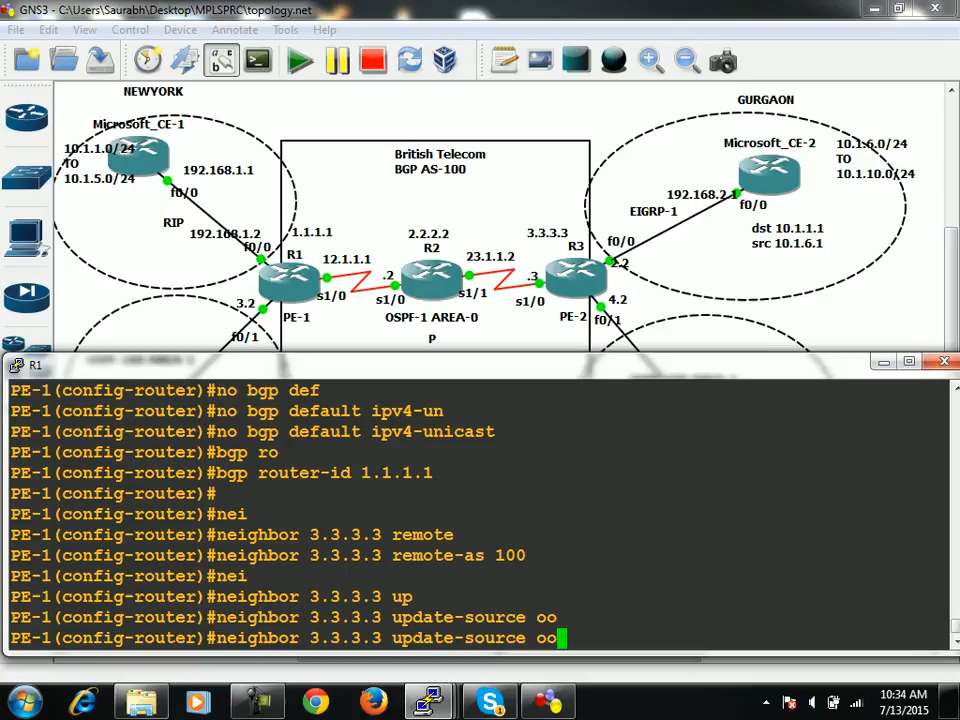 GNS3 - C:\Users\Saurabh\Desktop\MPLSPRC\topology.net
File Edit View Control Device Annotate Tools Help
NEWYORK
GURGAON
Microsoft_CE-1
10.1.1.0/24
TO
10.1.5.0/24
192.168.1.1
f0/0
RIP
192.168.1.2
f0/0
British Telecom
BGP AS-100
Microsoft_CE-2
10.1.6.0/24
TO
10.1.10.0/24
192.168.2.1
f0/0
EIGRP-1
dst 10.1.1.1
src 10.1.6.1
1.1.1.1
R1
12.1.1.1
s1/0
PE-1
3.2
f0/1
2.2.2.2
R2
.2
s1/0
s1/1
23.1.1.2
OSPF-1 AREA-0
P
3.3.3.3
R3
.3
s1/0
f0/0
2.2
PE-2
4.2
f0/1
R1
PE-1(config-router)#no bgp def
PE-1(config-router)#no bgp default ipv4-un
PE-1(config-router)#no bgp default ipv4-unicast
PE-1(config-router)#bgp ro
PE-1(config-router)#bgp router-id 1.1.1.1
PE-1(config-router)#
PE-1(config-router)#nei
PE-1(config-router)#neighbor 3.3.3.3 remote
PE-1(config-router)#neighbor 3.3.3.3 remote-as 100
PE-1(config-router)#nei
PE-1(config-router)#neighbor 3.3.3.3 up
PE-1(config-router)#neighbor 3.3.3.3 update-source oo
PE-1(config-router)#neighbor 3.3.3.3 update-source oo
10:34 AM
7/13/2015